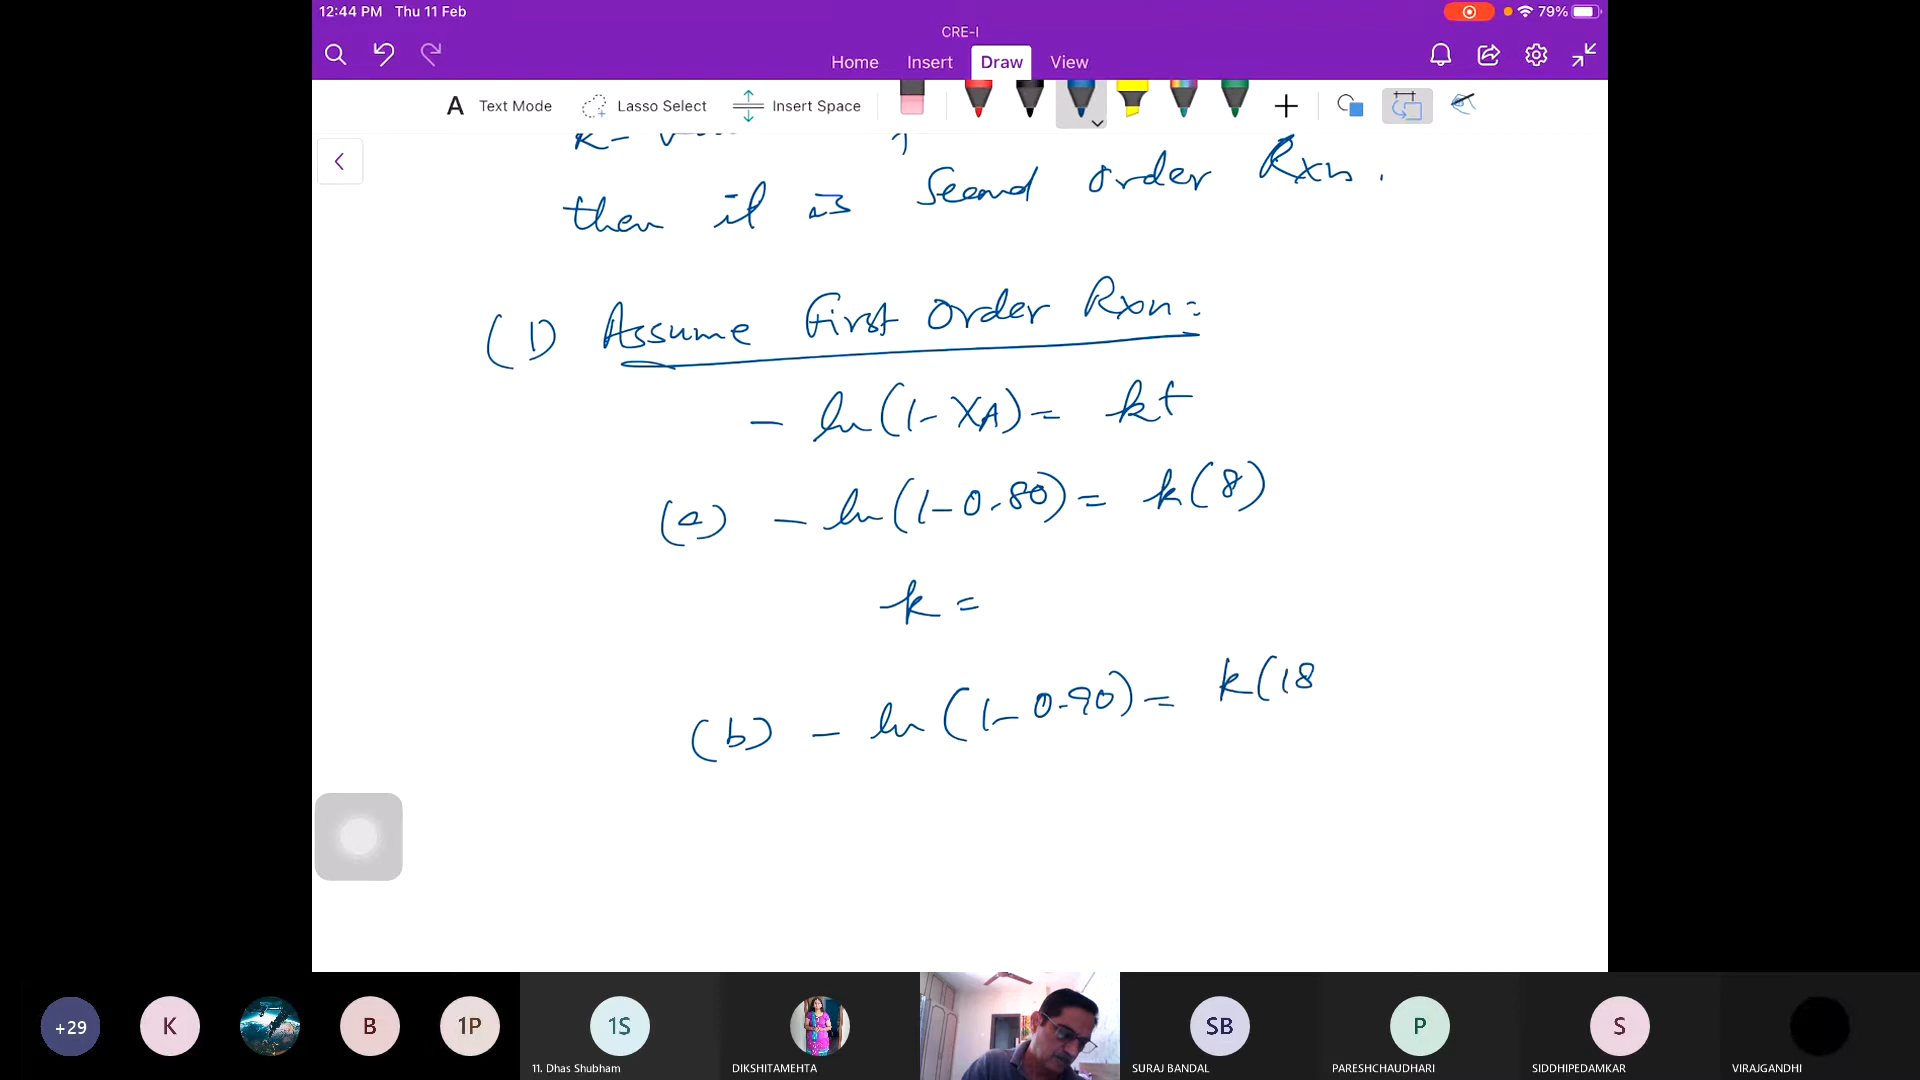 12:44 PM Thu 11 Feb
79%
CRE-I
Home Insert Draw View
A Text Mode Lasso Select Insert Space
then it is Second Order Rxn.
(1) Assume First Order Rxn:
- ln(1-XA) = kt
(a) - ln(1-0.80) = k(8)
k =
(b) - ln(1-0.90) = k(18
+29 K B 1P 1S SB P S
11. Dhas Shubham DIKSHITAMEHTA SURAJ BANDAL PARESHCHAUDHARI SIDDHIPEDAMKAR VIRAJGANDHI